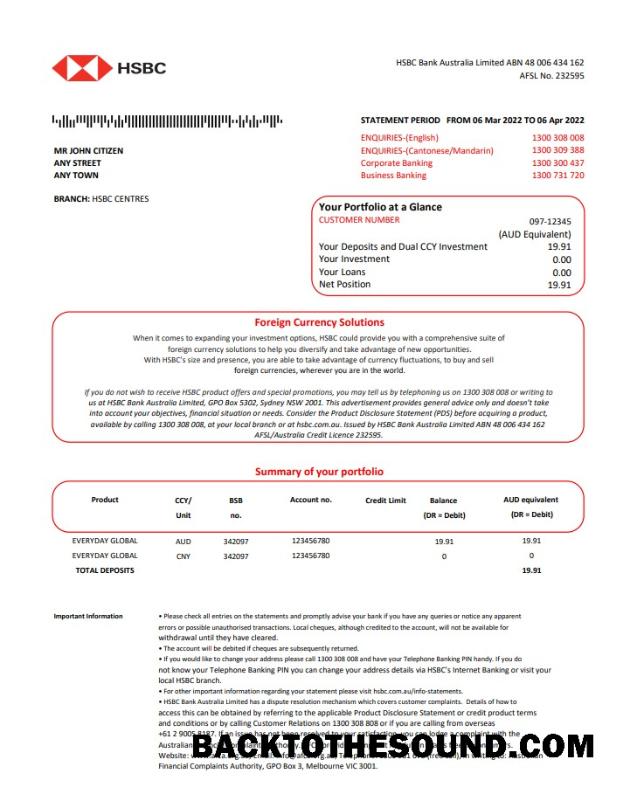 HSBC
HSBC Bank Australia Limited ABN 48 006 434 162
AFSL No. 232595
STATEMENT PERIOD FROM 06 Mar 2022 TO 06 Apr 2022
ENQUIRIES-(English) 1300 308 008
ENQUIRIES-(Cantonese/Mandarin) 1300 309 388
Corporate Banking 1300 300 437
Business Banking 1300 731 720
MR JOHN CITIZEN
ANY STREET
ANY TOWN
BRANCH: HSBC CENTRES
Your Portfolio at a Glance
CUSTOMER NUMBER 097-12345
(AUD Equivalent)
Your Deposits and Dual CCY Investment 19.91
Your Investment 0.00
Your Loans 0.00
Net Position 19.91
Foreign Currency Solutions
When it comes to expanding your investment options, HSBC could provide you with a comprehensive suite of
foreign currency solutions to help you diversify and take advantage of new opportunities.
With HSBC's size and presence, you are able to take advantage of currency fluctuations, to buy and sell
foreign currencies, wherever you are in the world.
If you do not wish to receive HSBC product offers and special promotions, you may tell us by telephoning us on 1300 308 008 or writing to
us at HSBC Bank Australia Limited, GPO Box 5302, Sydney NSW 2001. This advertisement provides general advice only and doesn't take
into account your objectives, financial situation or needs. Consider the Product Disclosure Statement (PDS) before acquiring a product,
available by calling 1300 308 008, at your local branch or at hsbc.com.au. Issued by HSBC Bank Australia Limited ABN 48 006 434 162
AFSL/Australia Credit Licence 232595.
Summary of your portfolio
Product CCY/ BSB Account no. Credit Limit Balance AUD equivalent
Unit no. (DR = Debit) (DR = Debit)
EVERYDAY GLOBAL AUD 342097 123456780 19.91 19.91
EVERYDAY GLOBAL CNY 342097 123456780 0 0
TOTAL DEPOSITS 19.91
Important Information • Please check all entries on the statements and promptly advise your bank if you have any queries or notice any apparent
errors or possible unauthorised transactions. Local cheques, although credited to the account, will not be available for
withdrawal until they have cleared.
• The account will be debited if cheques are subsequently returned.
• If you would like to change your address please call 1300 308 008 and have your Telephone Banking PIN handy. If you do
not know your Telephone Banking PIN you can change your address details via HSBC's Internet Banking or visit your
local HSBC branch.
• For other important information regarding your statement please visit hsbc.com.au/info-statements.
• HSBC Bank Australia Limited has a dispute resolution mechanism which covers customer complaints. Details of how to
access this can be obtained by referring to the applicable Product Disclosure Statement or credit product terms
and conditions or by calling Customer Relations on 1300 308 808 or if you are calling from overseas
+61 2 9005 8187. If an issue has not been resolved to your satisfaction, you can lodge a complaint with the
Australian
BACKTOTHESOUND.COM
Website:
Financial Complaints Authority, GPO Box 3, Melbourne VIC 3001.